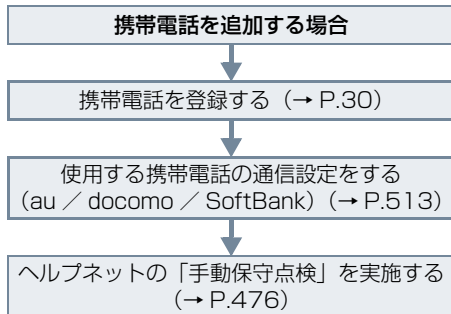 携帯電話を追加する場合
携帯電話を登録する（→ P.30）
使用する携帯電話の通信設定をする
（au ／ docomo ／ SoftBank）（→ P.513）
ヘルプネットの「手動保守点検」を実施する
（→ P.476）